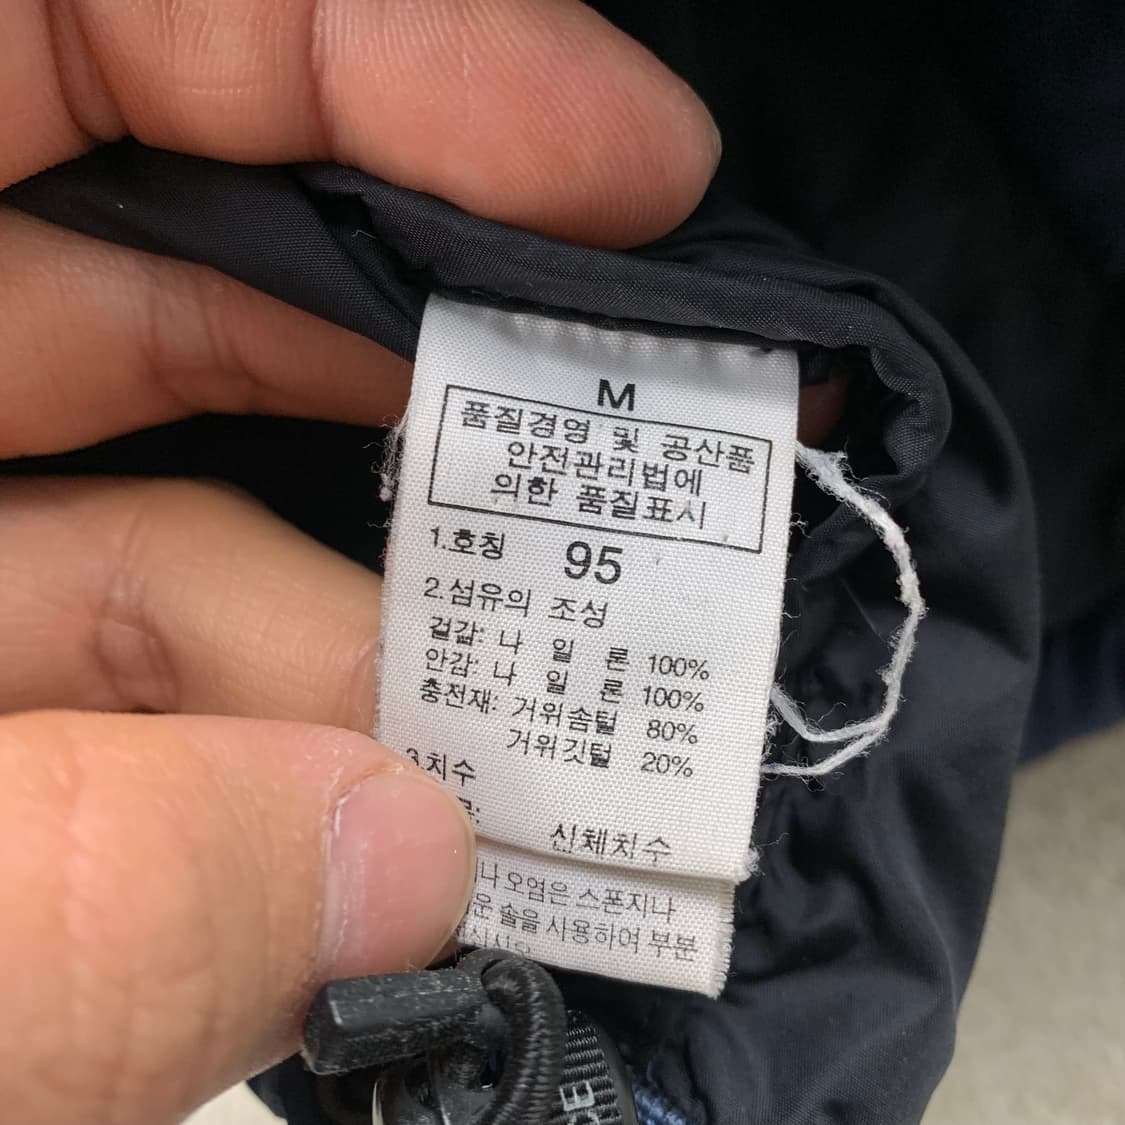 M
품질경영 및 공산품
안전관리법에
의한 품질표시
1.호칭 95
2.섬유의 조성
겉감: 나 일 론 100%
안감: 나 일 론 100%
충전재: 거위솜털 80%
거위깃털 20%
3.치수
신체치수
오염은 스폰지나
솔을 사용하여 부분